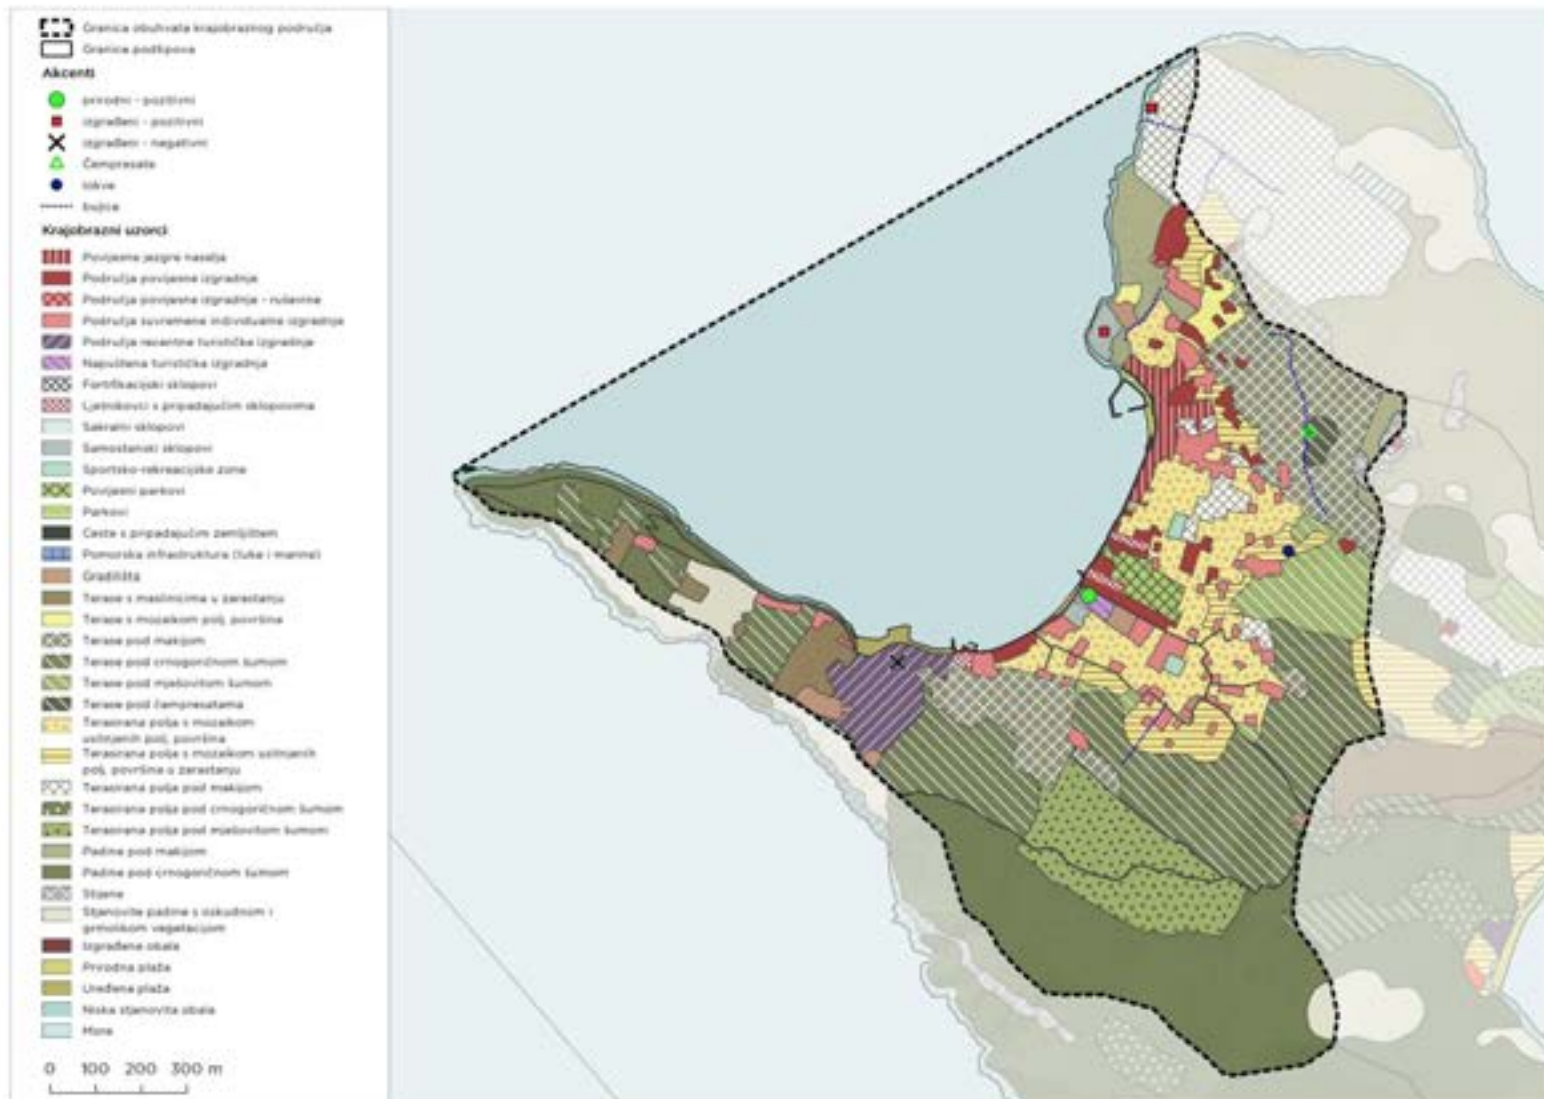 Granica obuhvata krajobraznog područja
Granica podtipova
Akcenti
prirodni - pozitivni
izgrađeni - pozitivni
izgrađeni - negativni
Čempresata
lokve
bujice
Krajobrazni uzorci
Povijesne jezgre naselja
Područja povijesne izgradnje
Područja povijesne izgradnje - ruševine
Područja suvremene individualne izgradnje
Područja recentne turističke izgradnje
Napuštena turistička izgradnja
Fortifikacijski sklopovi
Ljetnikovci s pripadajućim sklopovima
Sakralni sklopovi
Samostanski sklopovi
Sportsko-rekreacijske zone
Povijesni parkovi
Parkovi
Ceste s pripadajućim zemljištem
Pomorska infrastruktura (luke i marine)
Gradilišta
Terase s maslinicima u zarastanju
Terase s mozaikom polj. površina
Terase pod makijom
Terase pod crnogoričnom šumom
Terase pod mješovitom šumom
Terase pod čempresatama
Terasirana polja s mozaikom
usitnjenih polj. površina
Terasirana polja s mozaikom usitnjenih
polj. površina u zarastanju
Terasirana polja pod makijom
Terasirana polja pod crnogoričnom šumom
Terasirana polja pod mješovitom šumom
Padine pod makijom
Padine pod crnogoričnom šumom
Stijene
Stjenovite padine s oskudnom i
grmolikom vegetacijom
Izgrađena obala
Prirodna plaža
Uređena plaža
Niska stjenovita obala
More
0 100 200 300 m